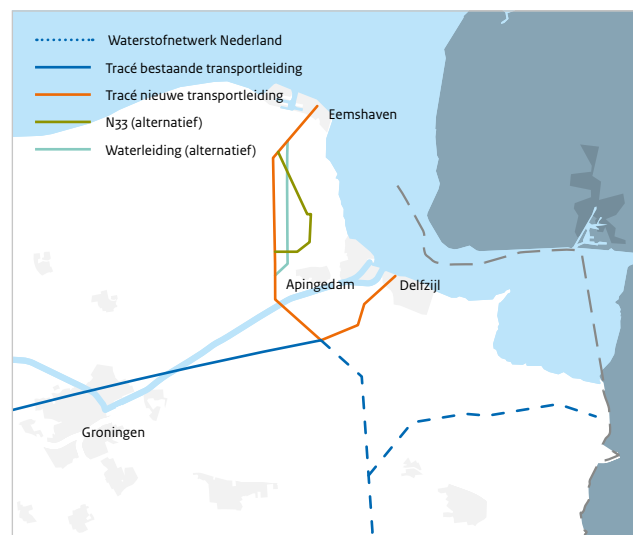 Waterstofnetwerk Nederland
Tracé bestaande transportleiding
Tracé nieuwe transportleiding
N33 (alternatief)
Waterleiding (alternatief)
Eemshaven
Apingedam
Delfzijl
Groningen